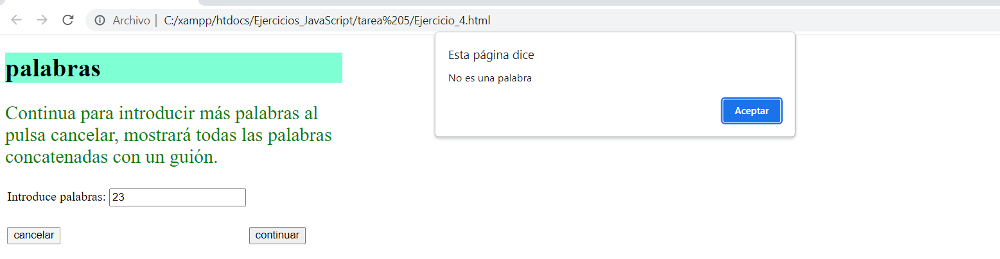 Archivo | C:/xampp/htdocs/Ejercicios_JavaScript/tarea%205/Ejercicio_4.html
Esta página dice
No es una palabra
Aceptar
palabras
Continua para introducir más palabras al
pulsa cancelar, mostrará todas las palabras
concatenadas con un guión.
Introduce palabras: 23
cancelar continuar